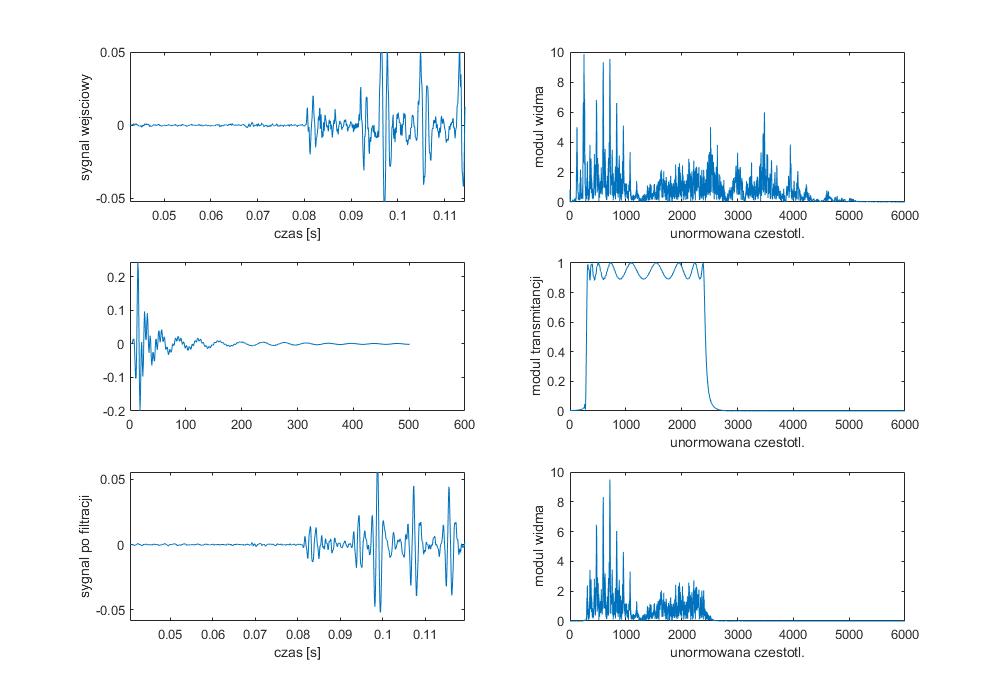 0.05
0
-0.05
sygnal wejsciowy
0.05 0.06 0.07 0.08 0.09 0.1 0.11
czas [s]
10
8
6
4
2
0
modul widma
0 1000 2000 3000 4000 5000 6000
unormowana czestotl.
0.2
0.1
0
-0.1
-0.2
0 100 200 300 400 500 600
1
0.8
0.6
0.4
0.2
0
modul transmitancji
0 1000 2000 3000 4000 5000 6000
unormowana czestotl.
0.05
0
-0.05
sygnal po filtracji
0.05 0.06 0.07 0.08 0.09 0.1 0.11
czas [s]
10
8
6
4
2
0
modul widma
0 1000 2000 3000 4000 5000 6000
unormowana czestotl.